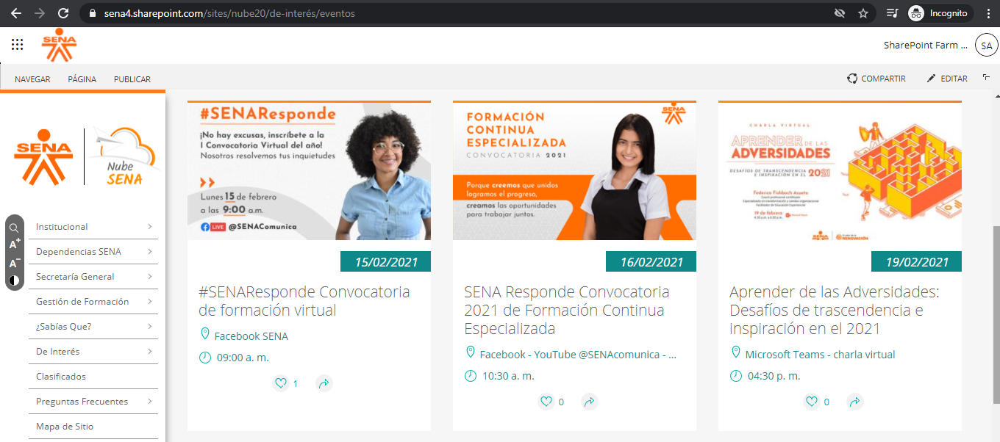 sena4.sharepoint.com/sites/nube20/de-interés/eventos
Incognito
SENA
SharePoint Farm ...
SA
NAVEGAR
PÁGINA
PUBLICAR
COMPARTIR
EDITAR
SENA
Nube
SENA
A+
A-
Institucional
Dependencias SENA
Secretaría General
Gestión de Formación
¿Sabías Que?
De Interés
Clasificados
Preguntas Frecuentes
Mapa de Sitio
#SENAResponde
¡No hay excusas, inscríbete a la
I Convocatoria Virtual del año!
Nosotros resolvemos tus inquietudes
Lunes 15 de febrero
a las 9:00 a.m.
LIVE @SENAComunica
15/02/2021
#SENAResponde Convocatoria
de formación virtual
Facebook SENA
09:00 a. m.
1
SENA
FORMACIÓN
CONTINUA
ESPECIALIZADA
CONVOCATORIA 2021
Porque creemos que unidos
logramos el progreso,
creamos las oportunidades
para trabajar juntos.
16/02/2021
SENA Responde Convocatoria
2021 de Formación Continua
Especializada
Facebook - YouTube @SENAcomunica - ...
10:30 a. m.
0
CHARLA VIRTUAL
APRENDER DE LAS
ADVERSIDADES
DESAFÍOS DE TRASCENDENCIA
E INSPIRACIÓN EN EL 2021
Federico Fishbach Azueto
19 de febrero
SENA
19/02/2021
Aprender de las Adversidades:
Desafíos de trascendencia e
inspiración en el 2021
Microsoft Teams - charla virtual
04:30 p. m.
0